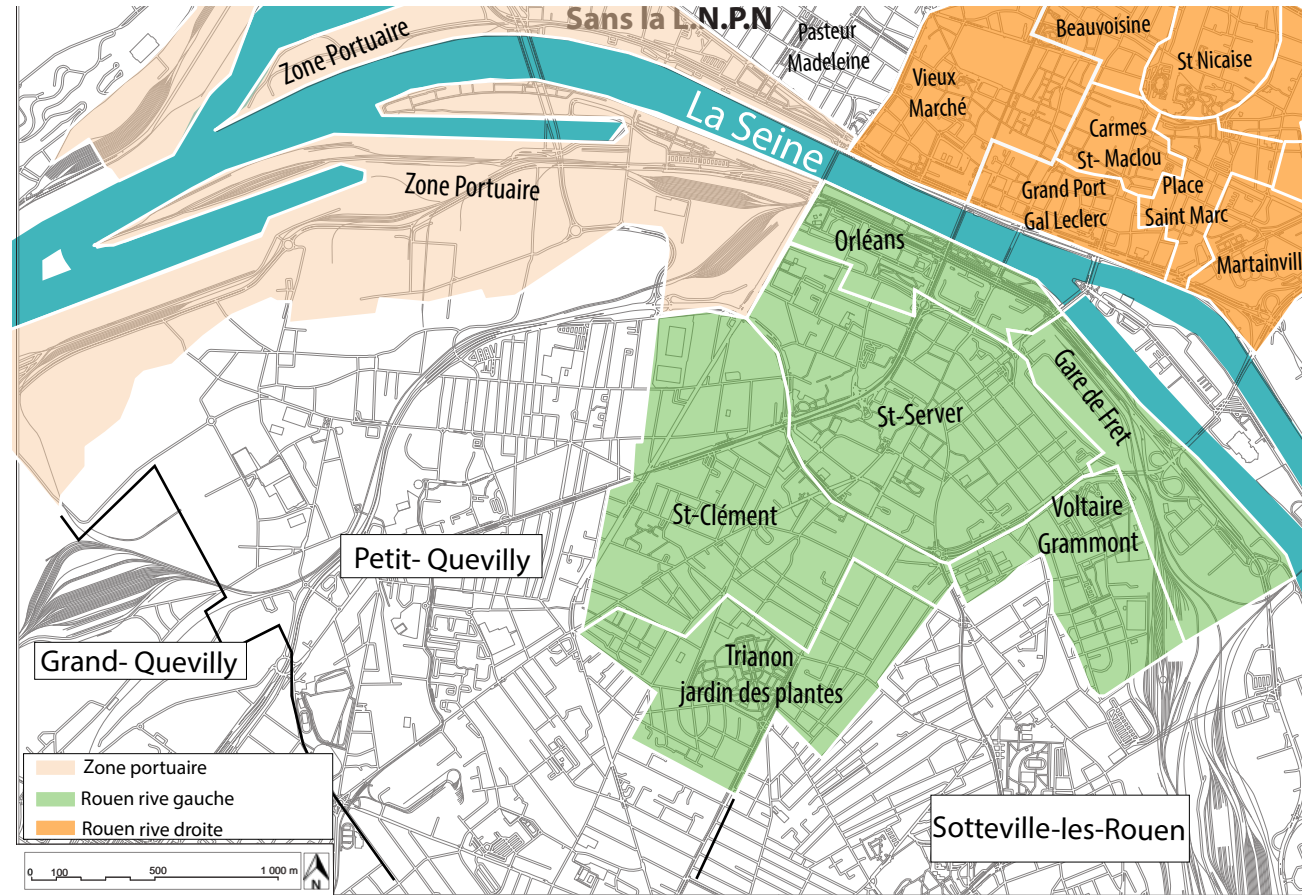 Sans la L.N.P.N
Zone Portuaire
Pasteur
Madeleine
Beauvoisine
St Nicaise
Vieux
Marché
La Seine
Carmes
St- Maclou
Zone Portuaire
Grand Port
Gal Leclerc
Place
Saint Marc
Orléans
Martainvill
Gare de Fret
St-Server
St-Clément
Voltaire
Grammont
Petit- Quevilly
Grand- Quevilly
Trianon
jardin des plantes
Zone portuaire
Rouen rive gauche
Rouen rive droite
Sotteville-les-Rouen
0 100 500 1 000 m
N